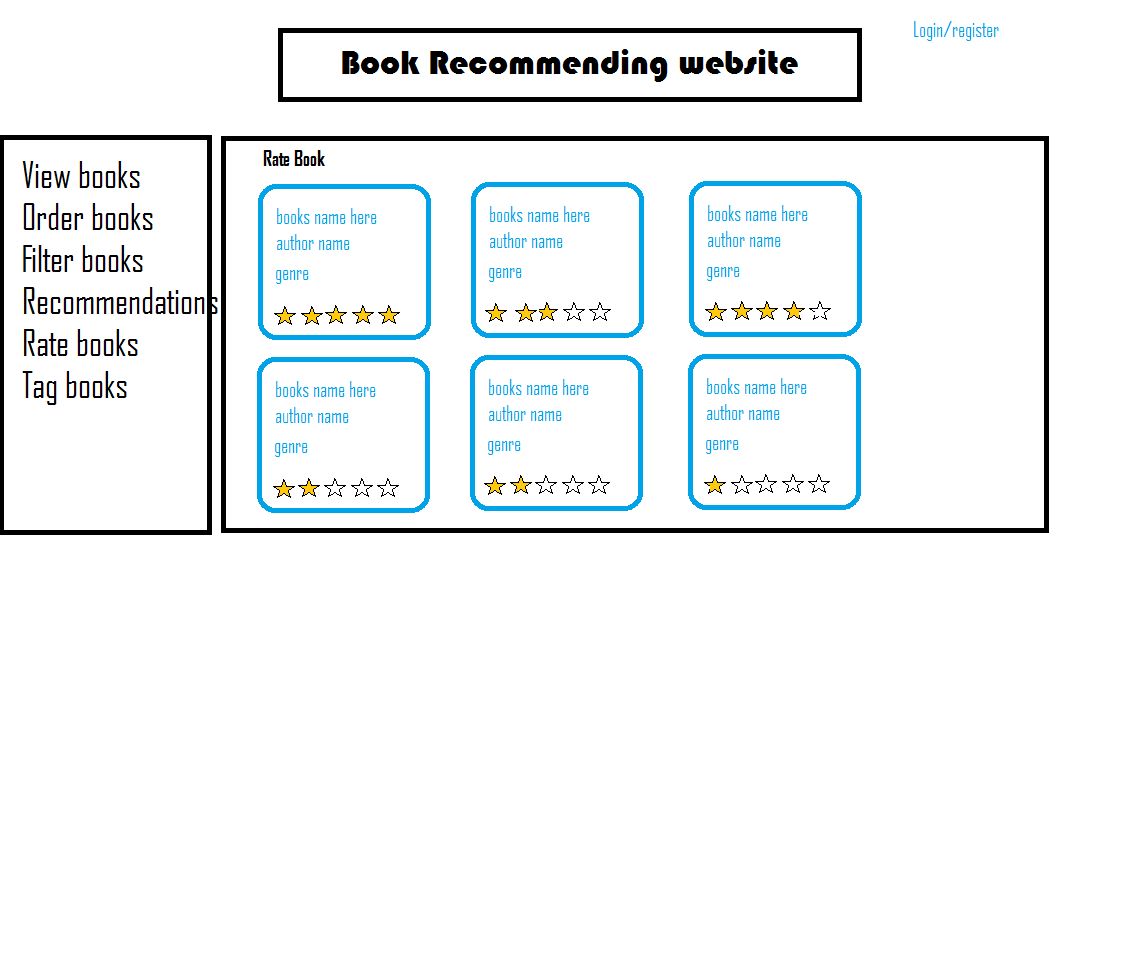 Login/register
Book Recommending website
View books
Order books
Filter books
Recommendations
Rate books
Tag books
Rate Book
books name here
author name
genre
books name here
author name
genre
books name here
author name
genre
books name here
author name
genre
books name here
author name
genre
books name here
author name
genre